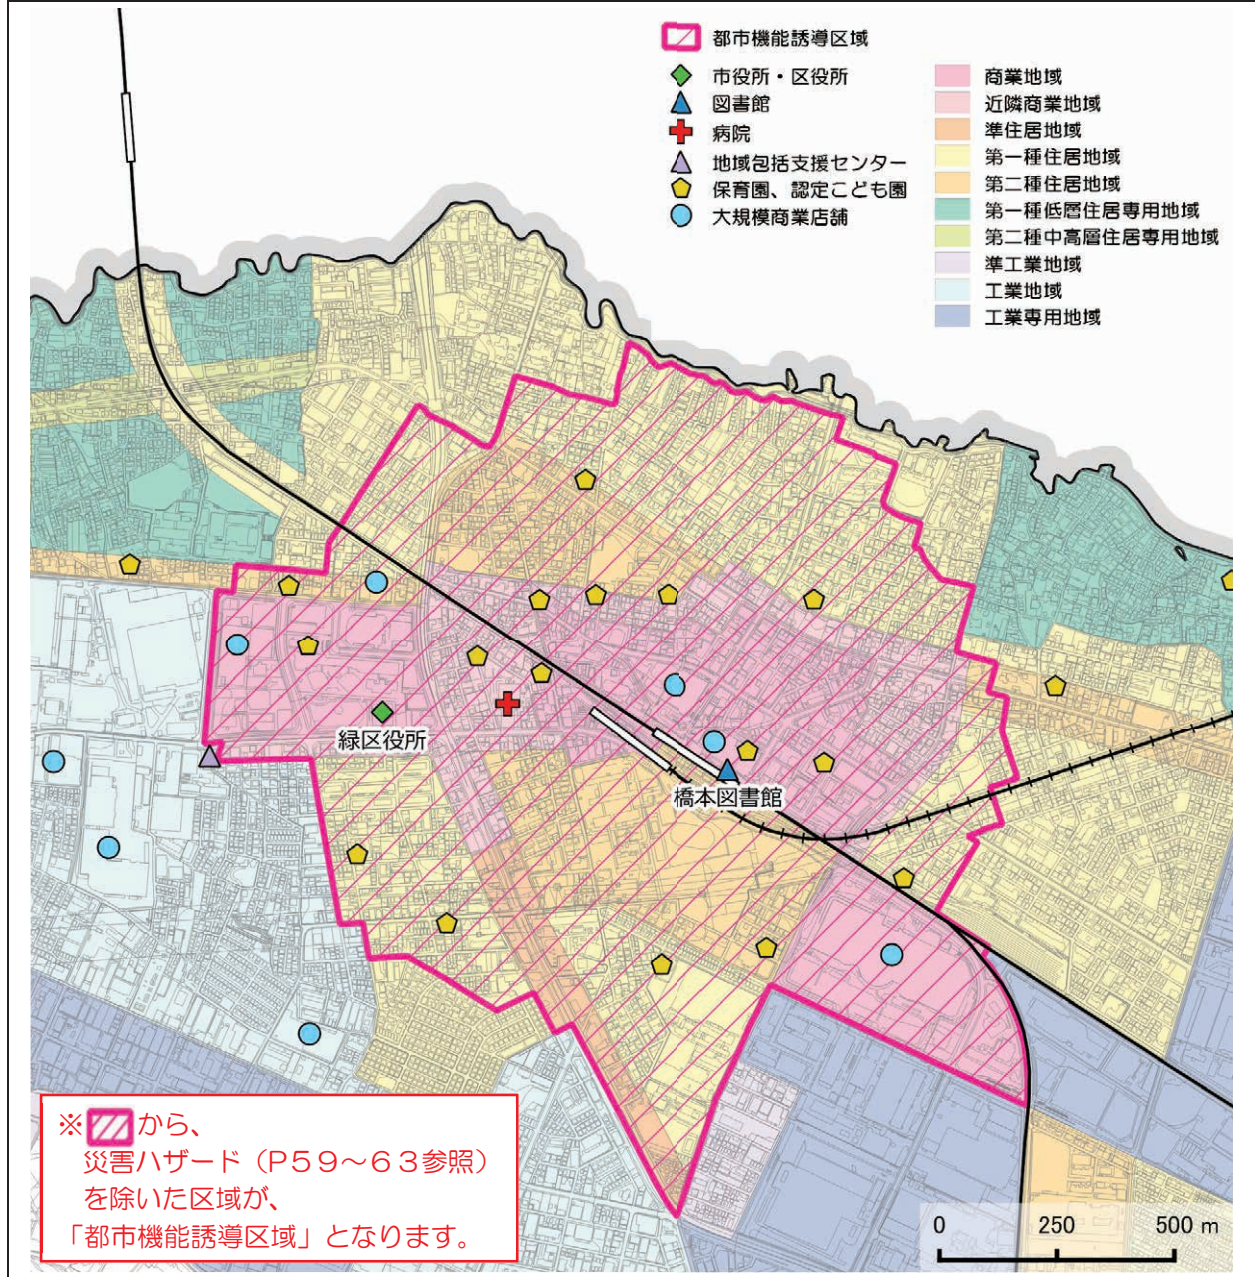 都市機能誘導区域
市役所・区役所
図書館
病院
地域包括支援センター
保育園、認定こども園
大規模商業店舗
商業地域
近隣商業地域
準住居地域
第一種住居地域
第二種住居地域
第一種低層住居専用地域
第二種中高層住居専用地域
準工業地域
工業地域
工業専用地域
緑区役所
橋本図書館
※から、
災害ハザード（P59～63参照）
を除いた区域が、
「都市機能誘導区域」となります。
0 250 500 m